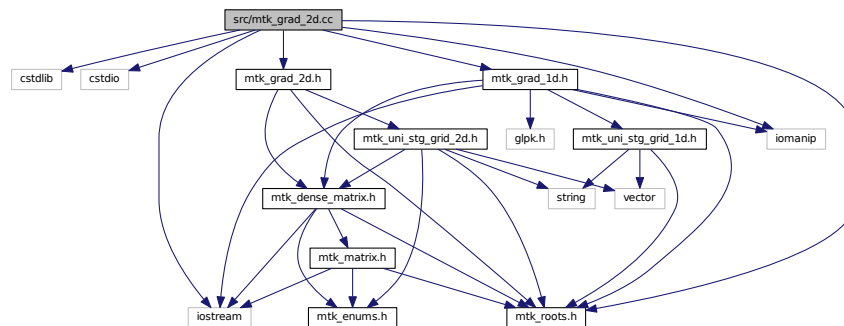 src/mtk_grad_2d.cc
cstdlib
cstdio
mtk_grad_2d.h
mtk_grad_1d.h
mtk_uni_stg_grid_2d.h
glpk.h
mtk_uni_stg_grid_1d.h
iomanip
mtk_dense_matrix.h
string
vector
mtk_matrix.h
iostream
mtk_enums.h
mtk_roots.h